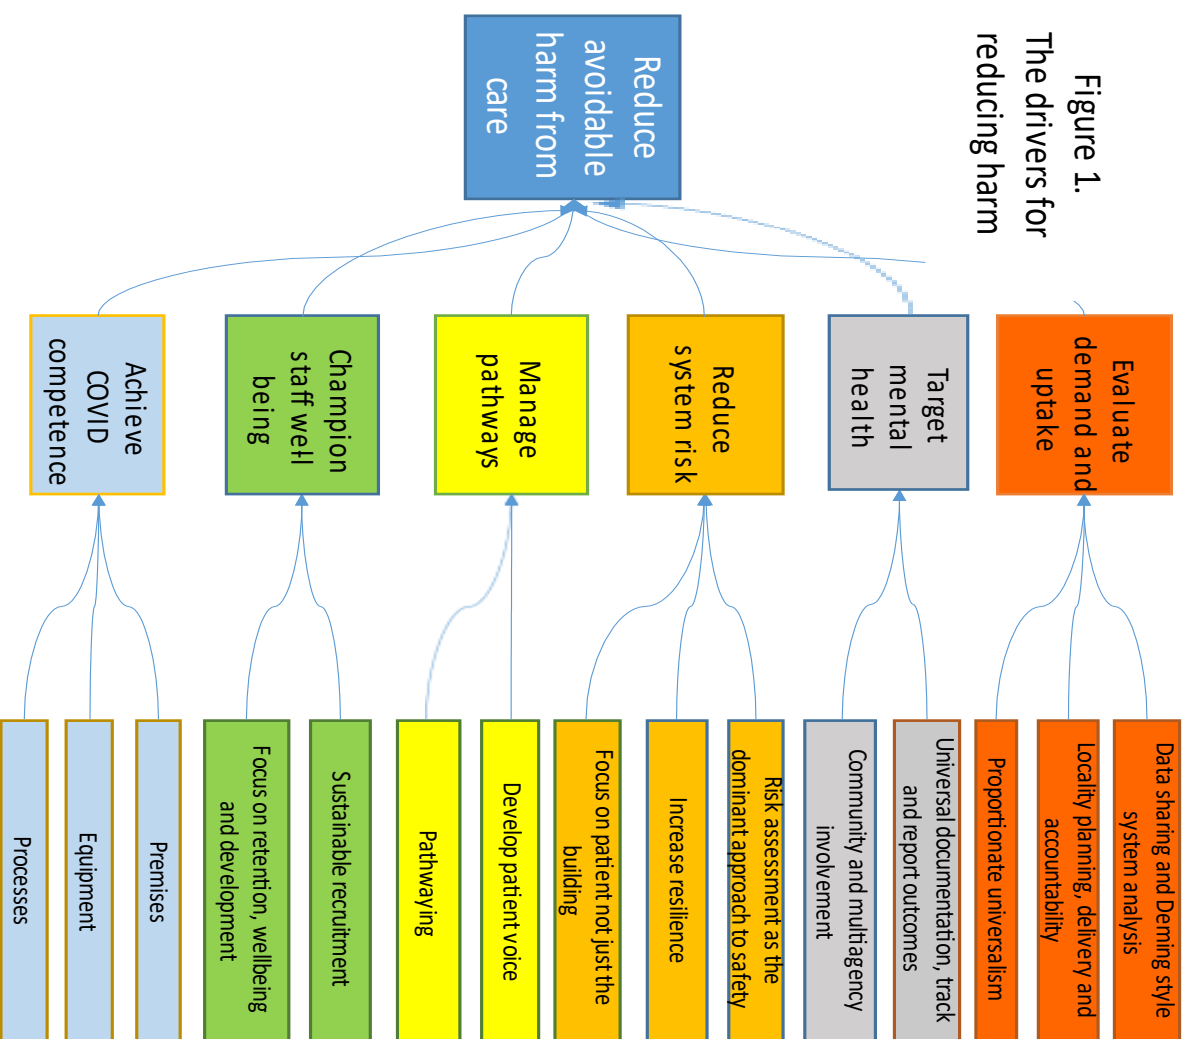 Figure 1.
The drivers for
reducing harm
Reduce
avoidable
harm from
care
Evaluate
demand and
uptake
Target
mental
health
Reduce
system risk
Manage
pathways
Champion
staff well
being
Achieve
COVID
competence
Data sharing and Deming style
system analysis
Locality planning, delivery and
accountability
Proportionate universalism
Universal documentation, track
and report outcomes
Community and multiagency
involvement
Risk assessment as the
dominant approach to safety
Increase resilience
Focus on patient not just the
building
Develop patient voice
Pathwaying
Sustainable recruitment
Focus on retention, wellbeing
and development
Premises
Equipment
Processes